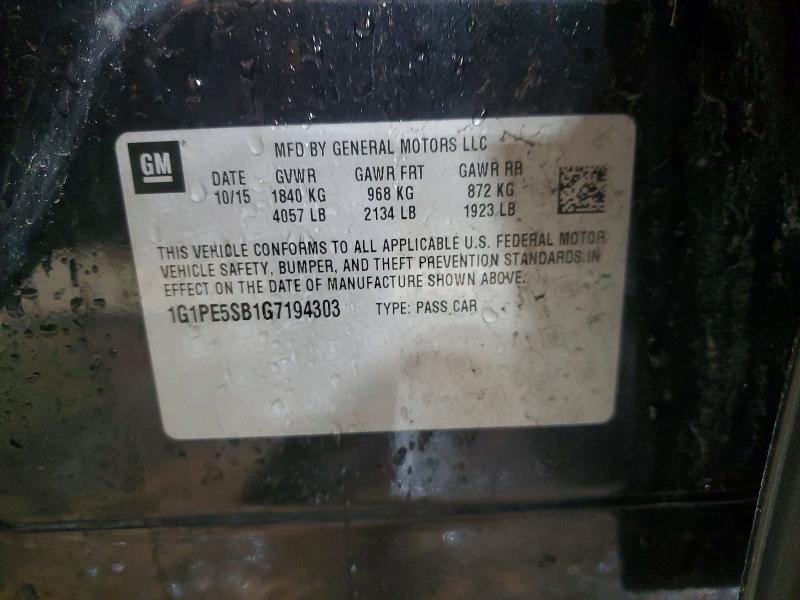 GM
MFD BY GENERAL MOTORS LLC
DATE GVWR GAWR FRT GAWR RR
10/15 1840 KG 968 KG 872 KG
4057 LB 2134 LB 1923 LB
THIS VEHICLE CONFORMS TO ALL APPLICABLE U.S. FEDERAL MOTOR
VEHICLE SAFETY, BUMPER, AND THEFT PREVENTION STANDARDS IN
EFFECT ON THE DATE OF MANUFACTURE SHOWN ABOVE.
1G1PE5SB1G7194303 TYPE: PASS CAR